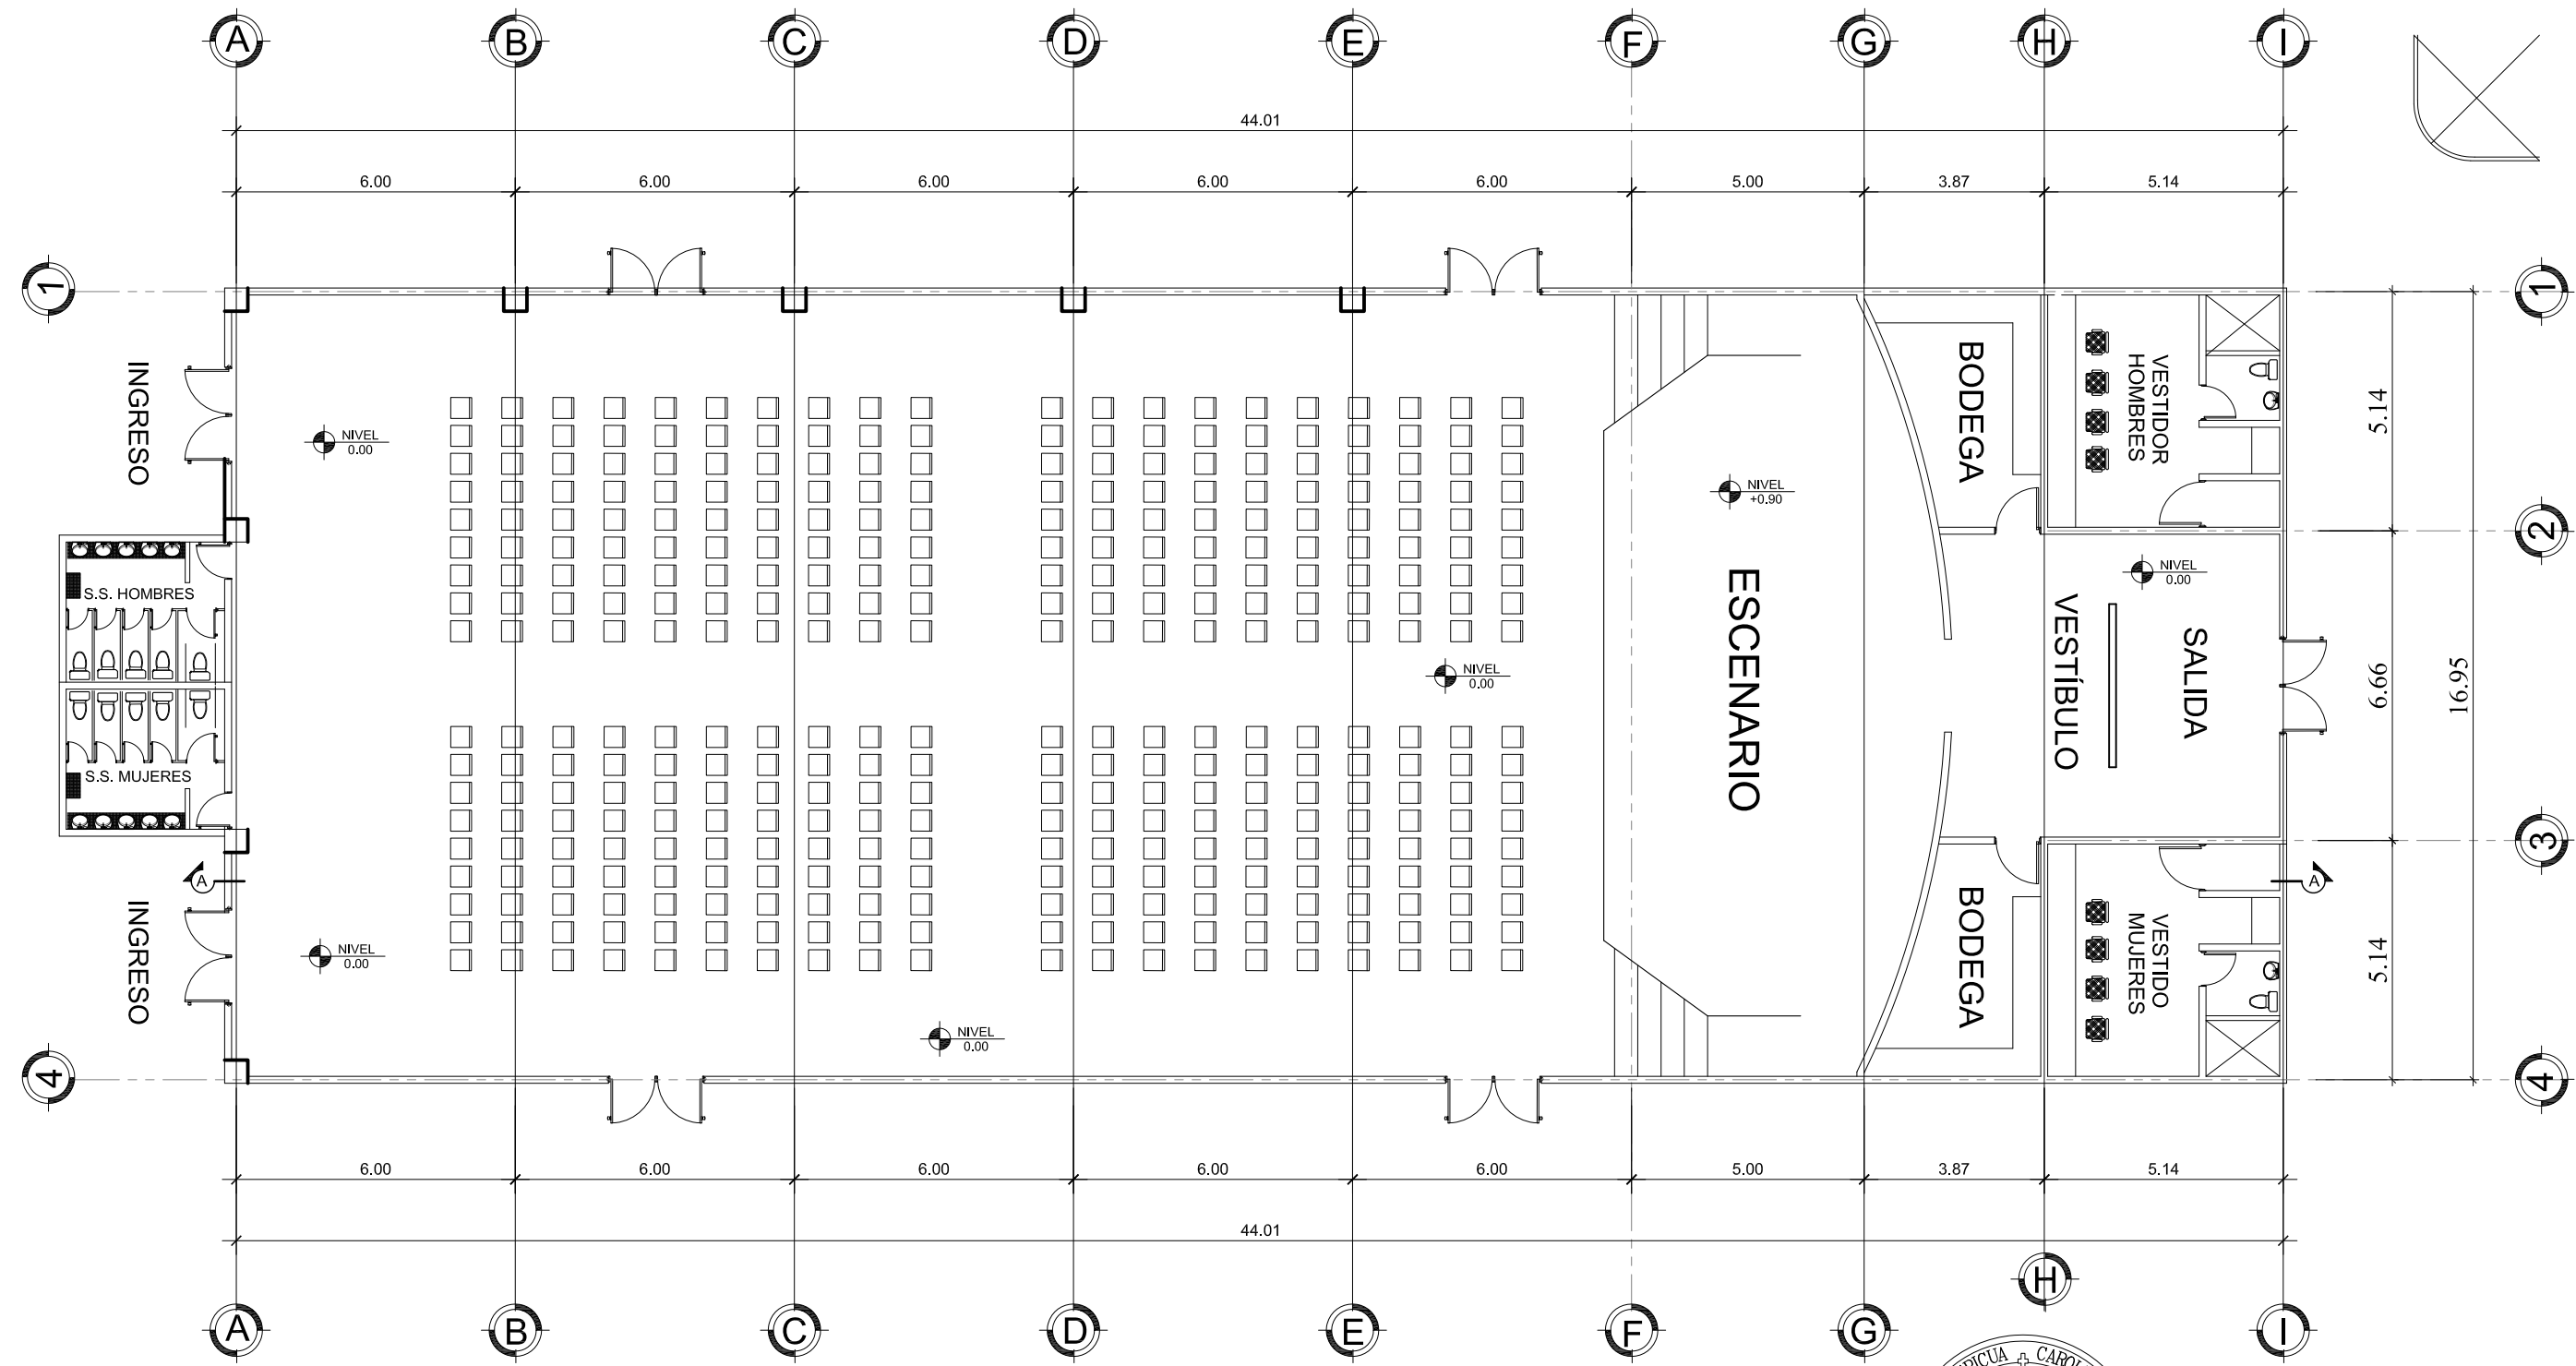 A B C D E F G H I
44.01
6.00 6.00 6.00 6.00 6.00 5.00 3.87 5.14
1 1
INGRESO
NIVEL
0.00
NIVEL
+0.90
BODEGA
VESTIDOR
HOMBRES
5.14
2
S.S. HOMBRES
NIVEL
0.00
NIVEL
0.00
ESCENARIO
VESTÍBULO
SALIDA
6.66
16.95
S.S. MUJERES
3
A A
INGRESO
NIVEL
0.00
BODEGA
VESTIDO
MUJERES
5.14
NIVEL
0.00
4 4
6.00 6.00 6.00 6.00 6.00 5.00 3.87 5.14
44.01
H
A B C D E F G I